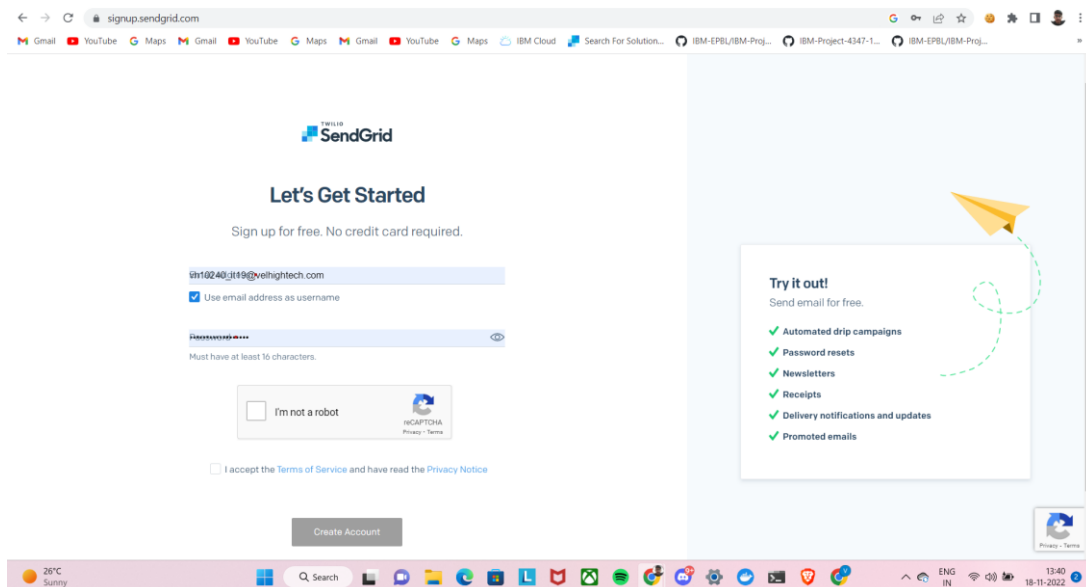 signup.sendgrid.com
Gmail YouTube Maps Gmail YouTube Maps Gmail YouTube Maps IBM Cloud Search For Solution... IBM-EPBL/IBM-Proj... IBM-Project-4347-1... IBM-EPBL/IBM-Proj... »
TWILIO
SendGrid
Let's Get Started
Sign up for free. No credit card required.
@velhightech.com
Use email address as username
Must have at least 16 characters.
I'm not a robot
reCAPTCHA
Privacy - Terms
I accept the Terms of Service and have read the Privacy Notice
Create Account
Try it out!
Send email for free.
Automated drip campaigns
Password resets
Newsletters
Receipts
Delivery notifications and updates
Promoted emails
Privacy - Terms
26°C
Sunny
Search
ENG
IN
13:40
18-11-2022